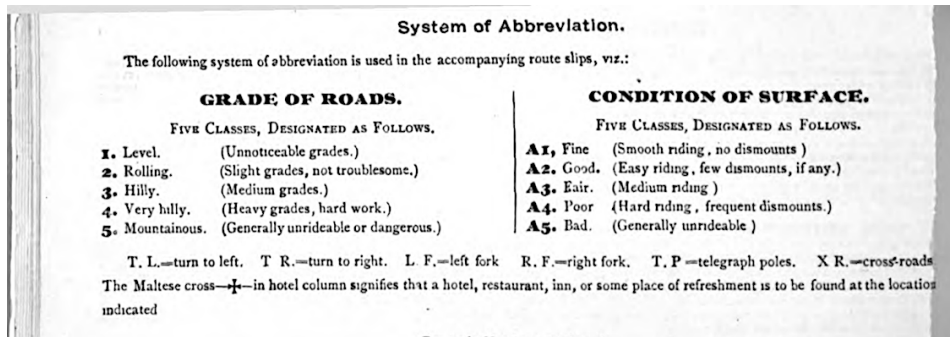 System of Abbreviation.
The following system of abbreviation is used in the accompanying route slips, viz.:
GRADE OF ROADS.
FIVE CLASSES, DESIGNATED AS FOLLOWS.
1. Level. (Unnoticeable grades.)
2. Rolling. (Slight grades, not troublesome.)
3. Hilly. (Medium grades.)
4. Very hilly. (Heavy grades, hard work.)
5. Mountainous. (Generally unrideable or dangerous.)
CONDITION OF SURFACE.
FIVE CLASSES, DESIGNATED AS FOLLOWS.
A1, Fine (Smooth riding, no dismounts)
A2. Good. (Easy riding, few dismounts, if any.)
A3. Fair. (Medium riding)
A4. Poor (Hard riding, frequent dismounts.)
A5. Bad. (Generally unrideable)
T. L.—turn to left. T R.—turn to right. L. F.—left fork R. F.—right fork. T. P—telegraph poles. X R.—cross-roads
The Maltese cross—✠—in hotel column signifies that a hotel, restaurant, inn, or some place of refreshment is to be found at the location
indicated